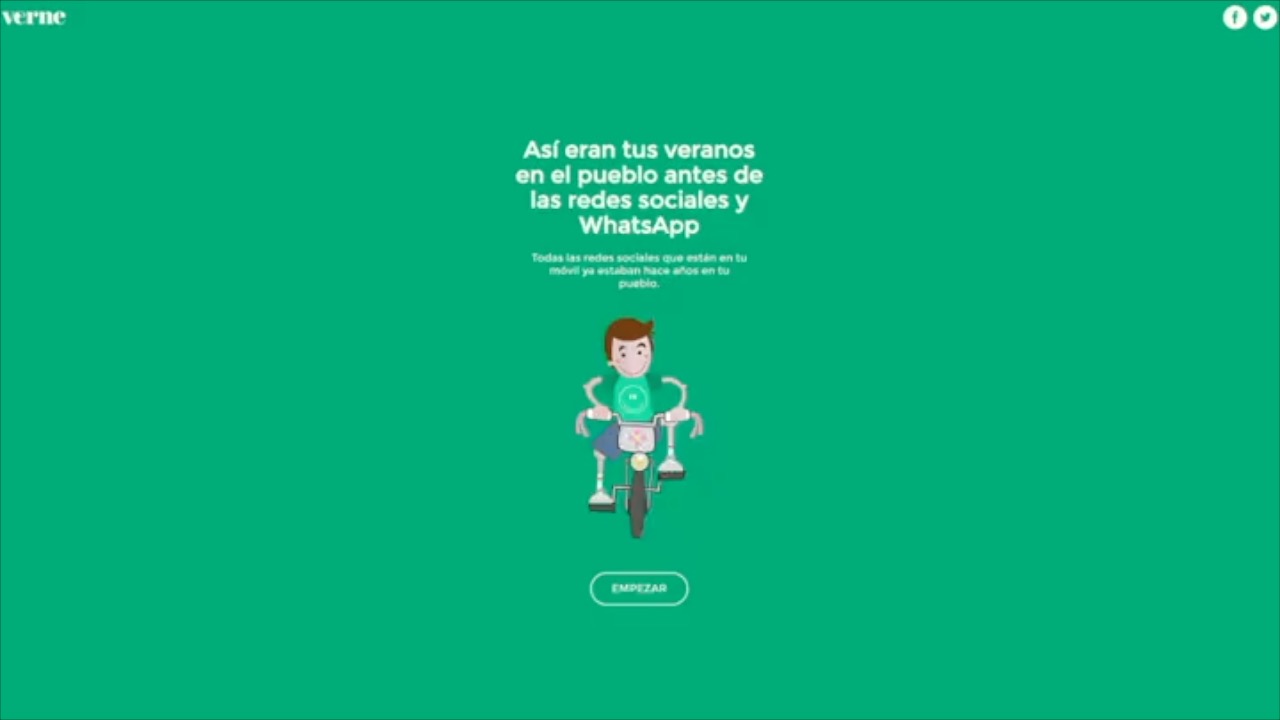 verne
Así eran tus veranos
en el pueblo antes de
las redes sociales y
WhatsApp
Todas las redes sociales que están en tu
móvil ya estaban hace años en tu
pueblo.
EMPEZAR